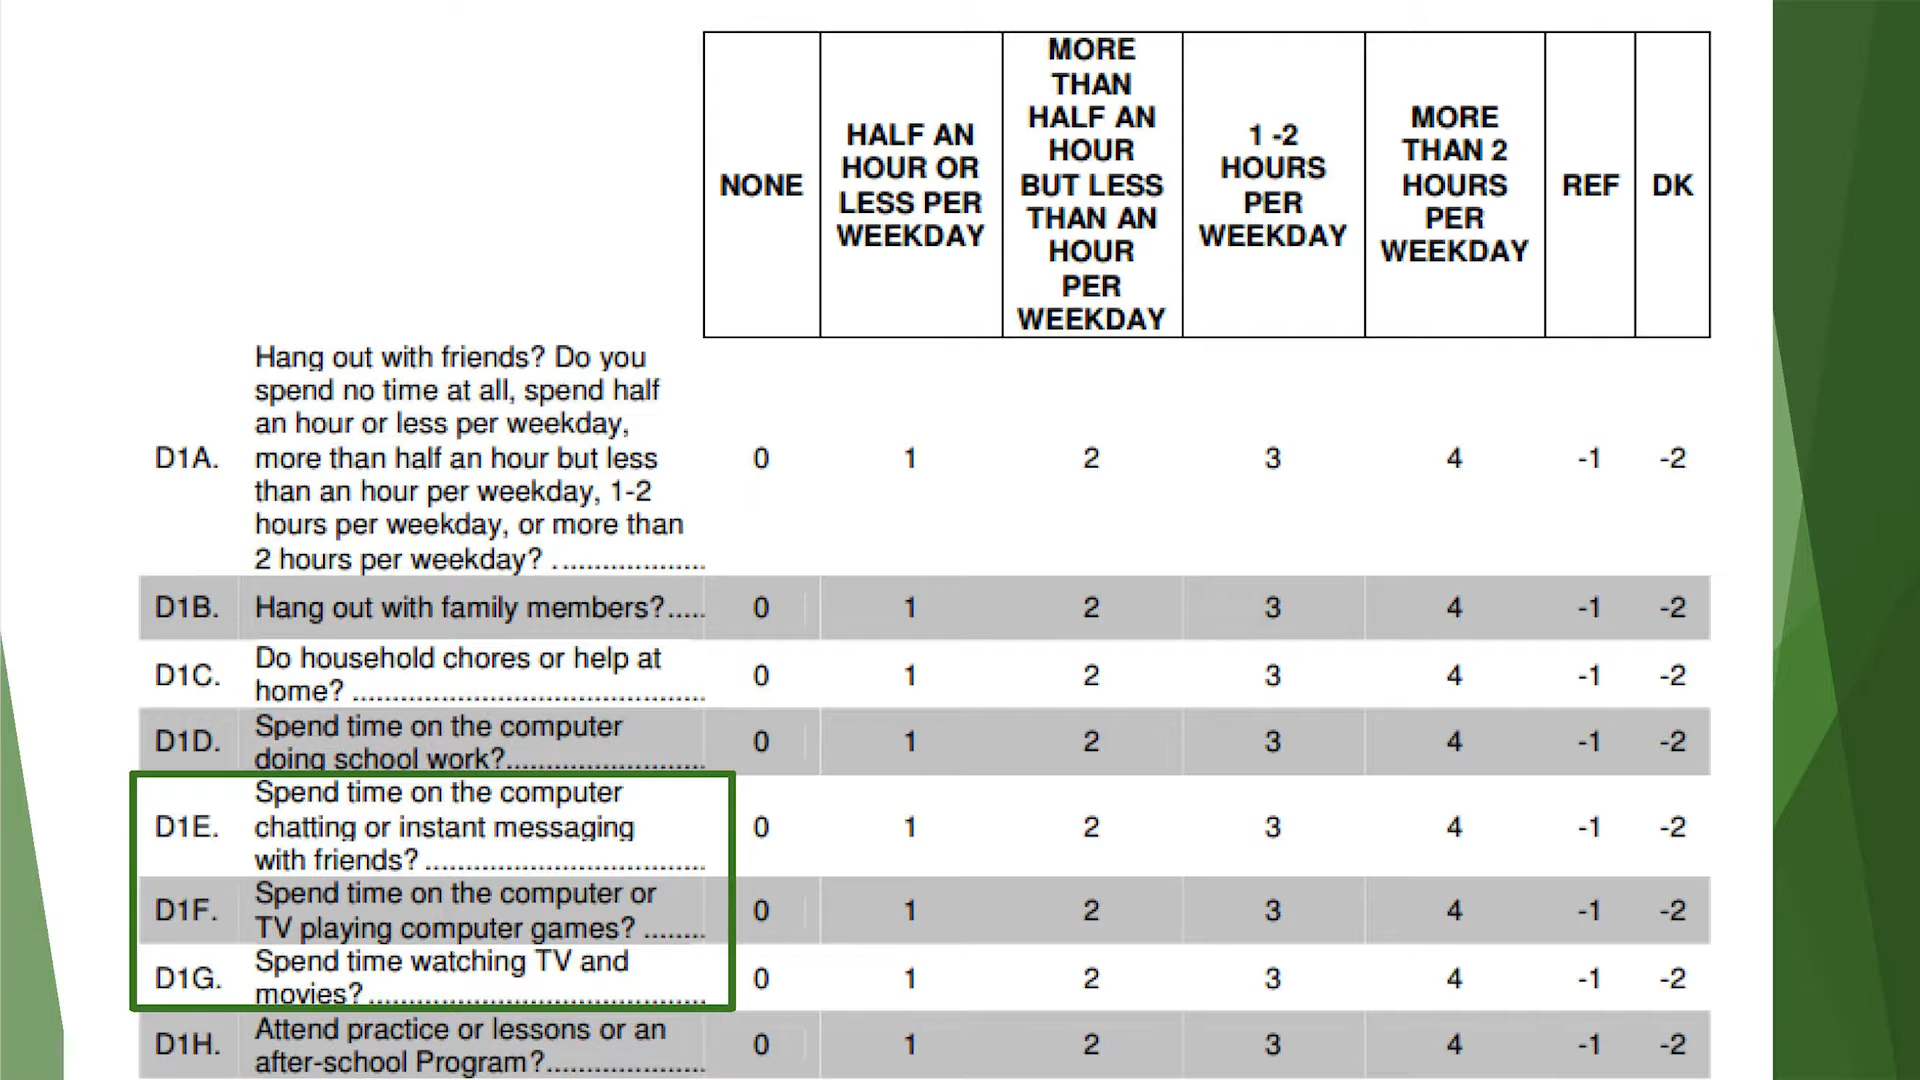 NONE
HALF AN
HOUR OR
LESS PER
WEEKDAY
MORE
THAN
HALF AN
HOUR
BUT LESS
THAN AN
HOUR
PER
WEEKDAY
1 -2
HOURS
PER
WEEKDAY
MORE
THAN 2
HOURS
PER
WEEKDAY
REF
DK
Hang out with friends? Do you
spend no time at all, spend half
an hour or less per weekday,
D1A. more than half an hour but less 0 1 2 3 4 -1 -2
than an hour per weekday, 1-2
hours per weekday, or more than
2 hours per weekday? ...................
D1B. Hang out with family members?..... 0 1 2 3 4 -1 -2
Do household chores or help at
D1C. 0 1 2 3 4 -1 -2
home? ............................................
Spend time on the computer
D1D. 0 1 2 3 4 -1 -2
doing school work?.........................
Spend time on the computer
D1E. chatting or instant messaging 0 1 2 3 4 -1 -2
with friends? ...................................
Spend time on the computer or
D1F. 0 1 2 3 4 -1 -2
TV playing computer games? ........
Spend time watching TV and
D1G. 0 1 2 3 4 -1 -2
movies? ..........................................
Attend practice or lessons or an
D1H. 0 1 2 3 4 -1 -2
after-school Program?....................